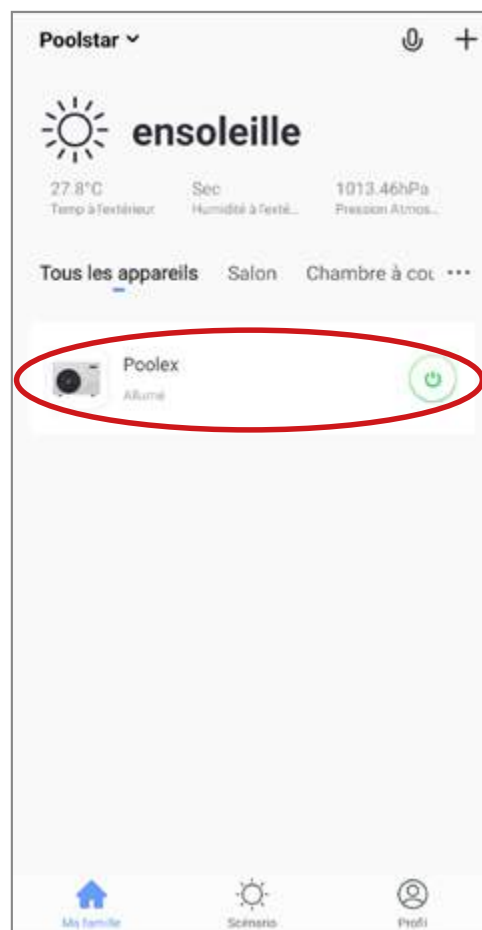 Poolstar
ensoleille
27.8°C Sec 1013.46hPa
Temp à l'extérieur Humidité à l'exté... Pression Atmos...
Tous les appareils Salon Chambre à cou ...
Poolex
Allumé
Ma famille Scénario Profil